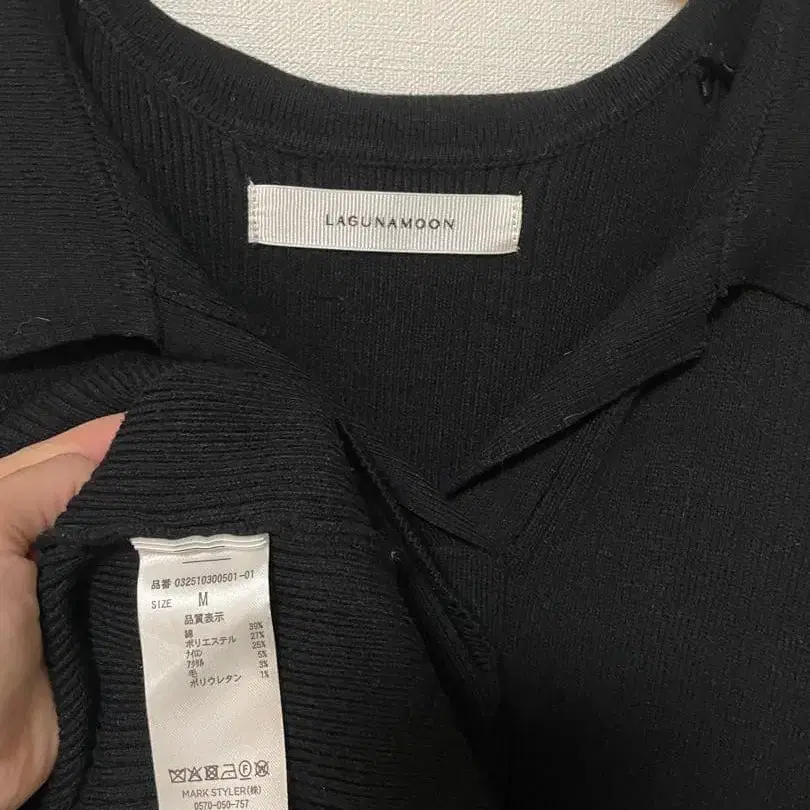 LAGUNAMOON
品番 032510300501-01
SIZE M
品質表示
綿 39%
ポリエステル 27%
ナイロン 25%
アクリル 5%
毛 3%
ポリウレタン 1%
MARK STYLER(株)
0570-050-757